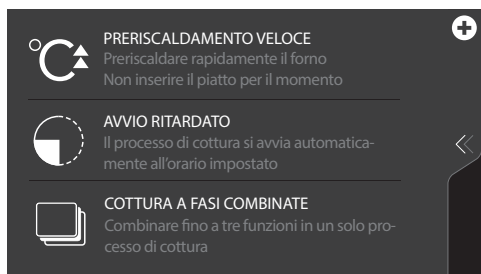 °C
PRERISCALDAMENTO VELOCE
Preriscaldare rapidamente il forno
Non inserire il piatto per il momento
AVVIO RITARDATO
Il processo di cottura si avvia automatica-
mente all'orario impostato
COTTURA A FASI COMBINATE
Combinare fino a tre funzioni in un solo pro-
cesso di cottura